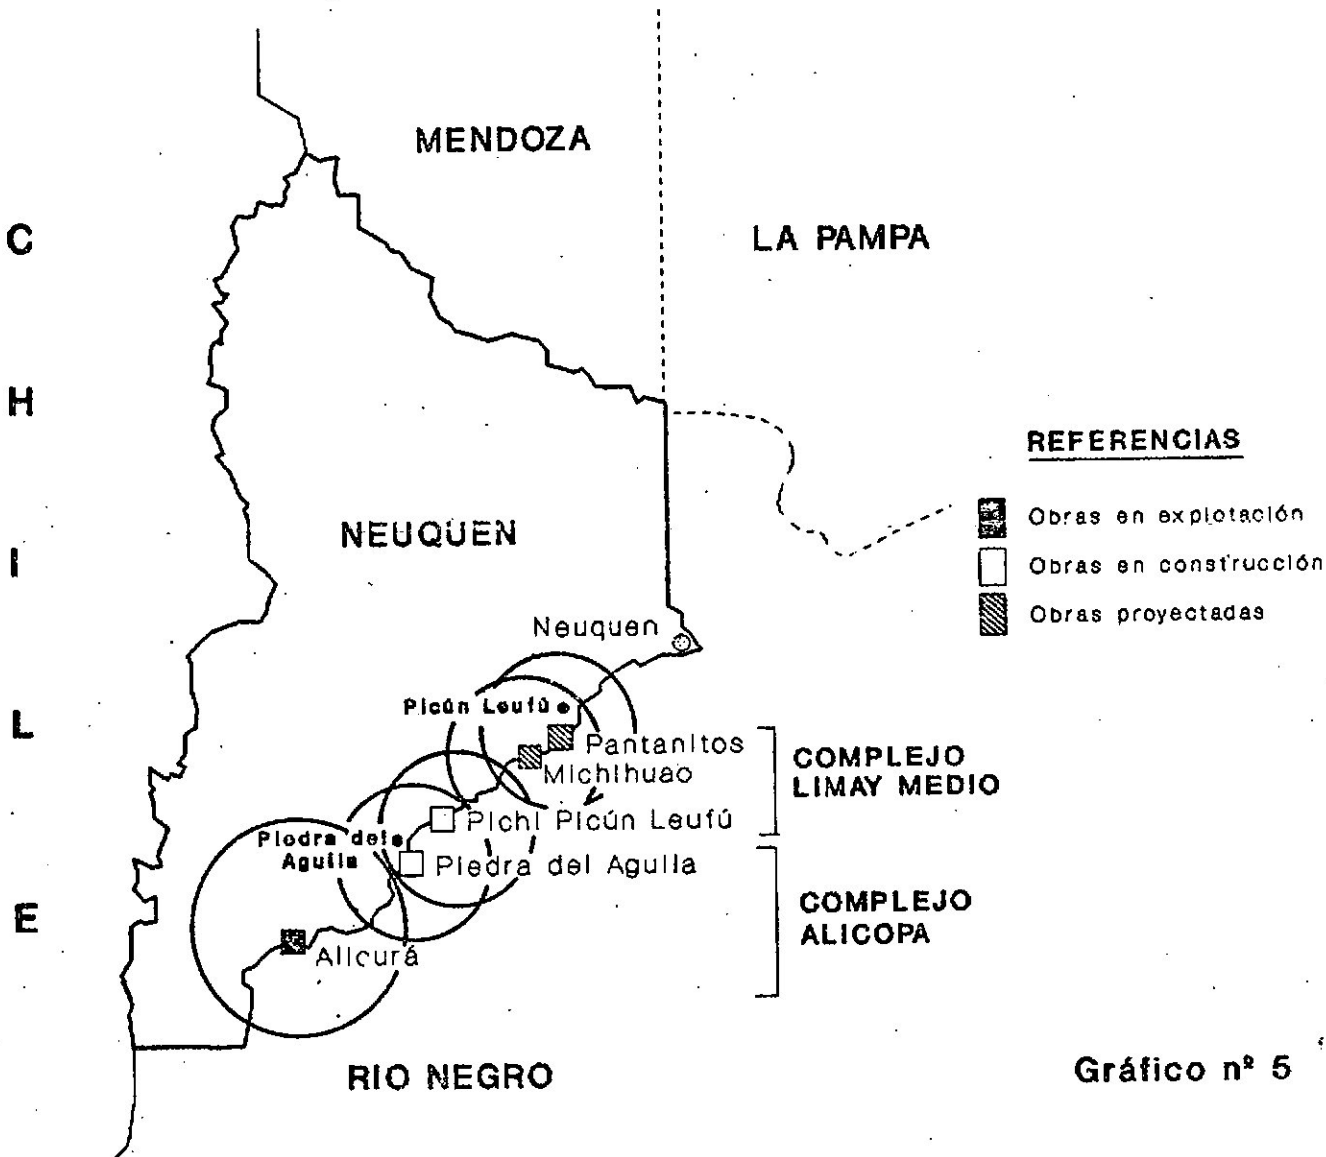 MENDOZA
LA PAMPA
C
H
I
L
E
REFERENCIAS
Obras en explotación
Obras en construcción
Obras proyectadas
NEUQUEN
Neuquen
Picún Leufú
Pantanitos
Michihuao
Pichi Picún Leufú
Piedra del
Aguila
Piedra del Aguila
Alicurá
COMPLEJO
LIMAY MEDIO
COMPLEJO
ALICOPA
RIO NEGRO
Gráfico nº 5